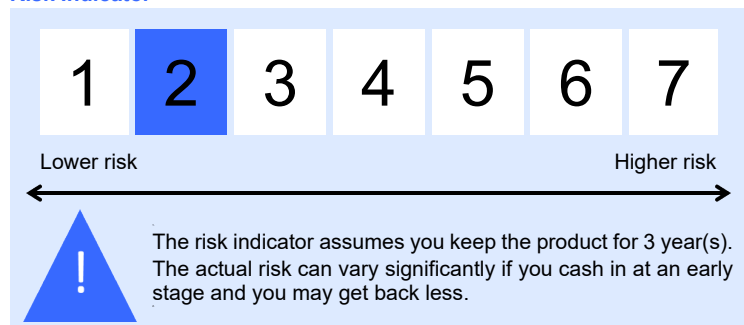 Risk Indicator
1 2 3 4 5 6 7
Lower risk Higher risk
!
The risk indicator assumes you keep the product for 3 year(s).
The actual risk can vary significantly if you cash in at an early
stage and you may get back less.